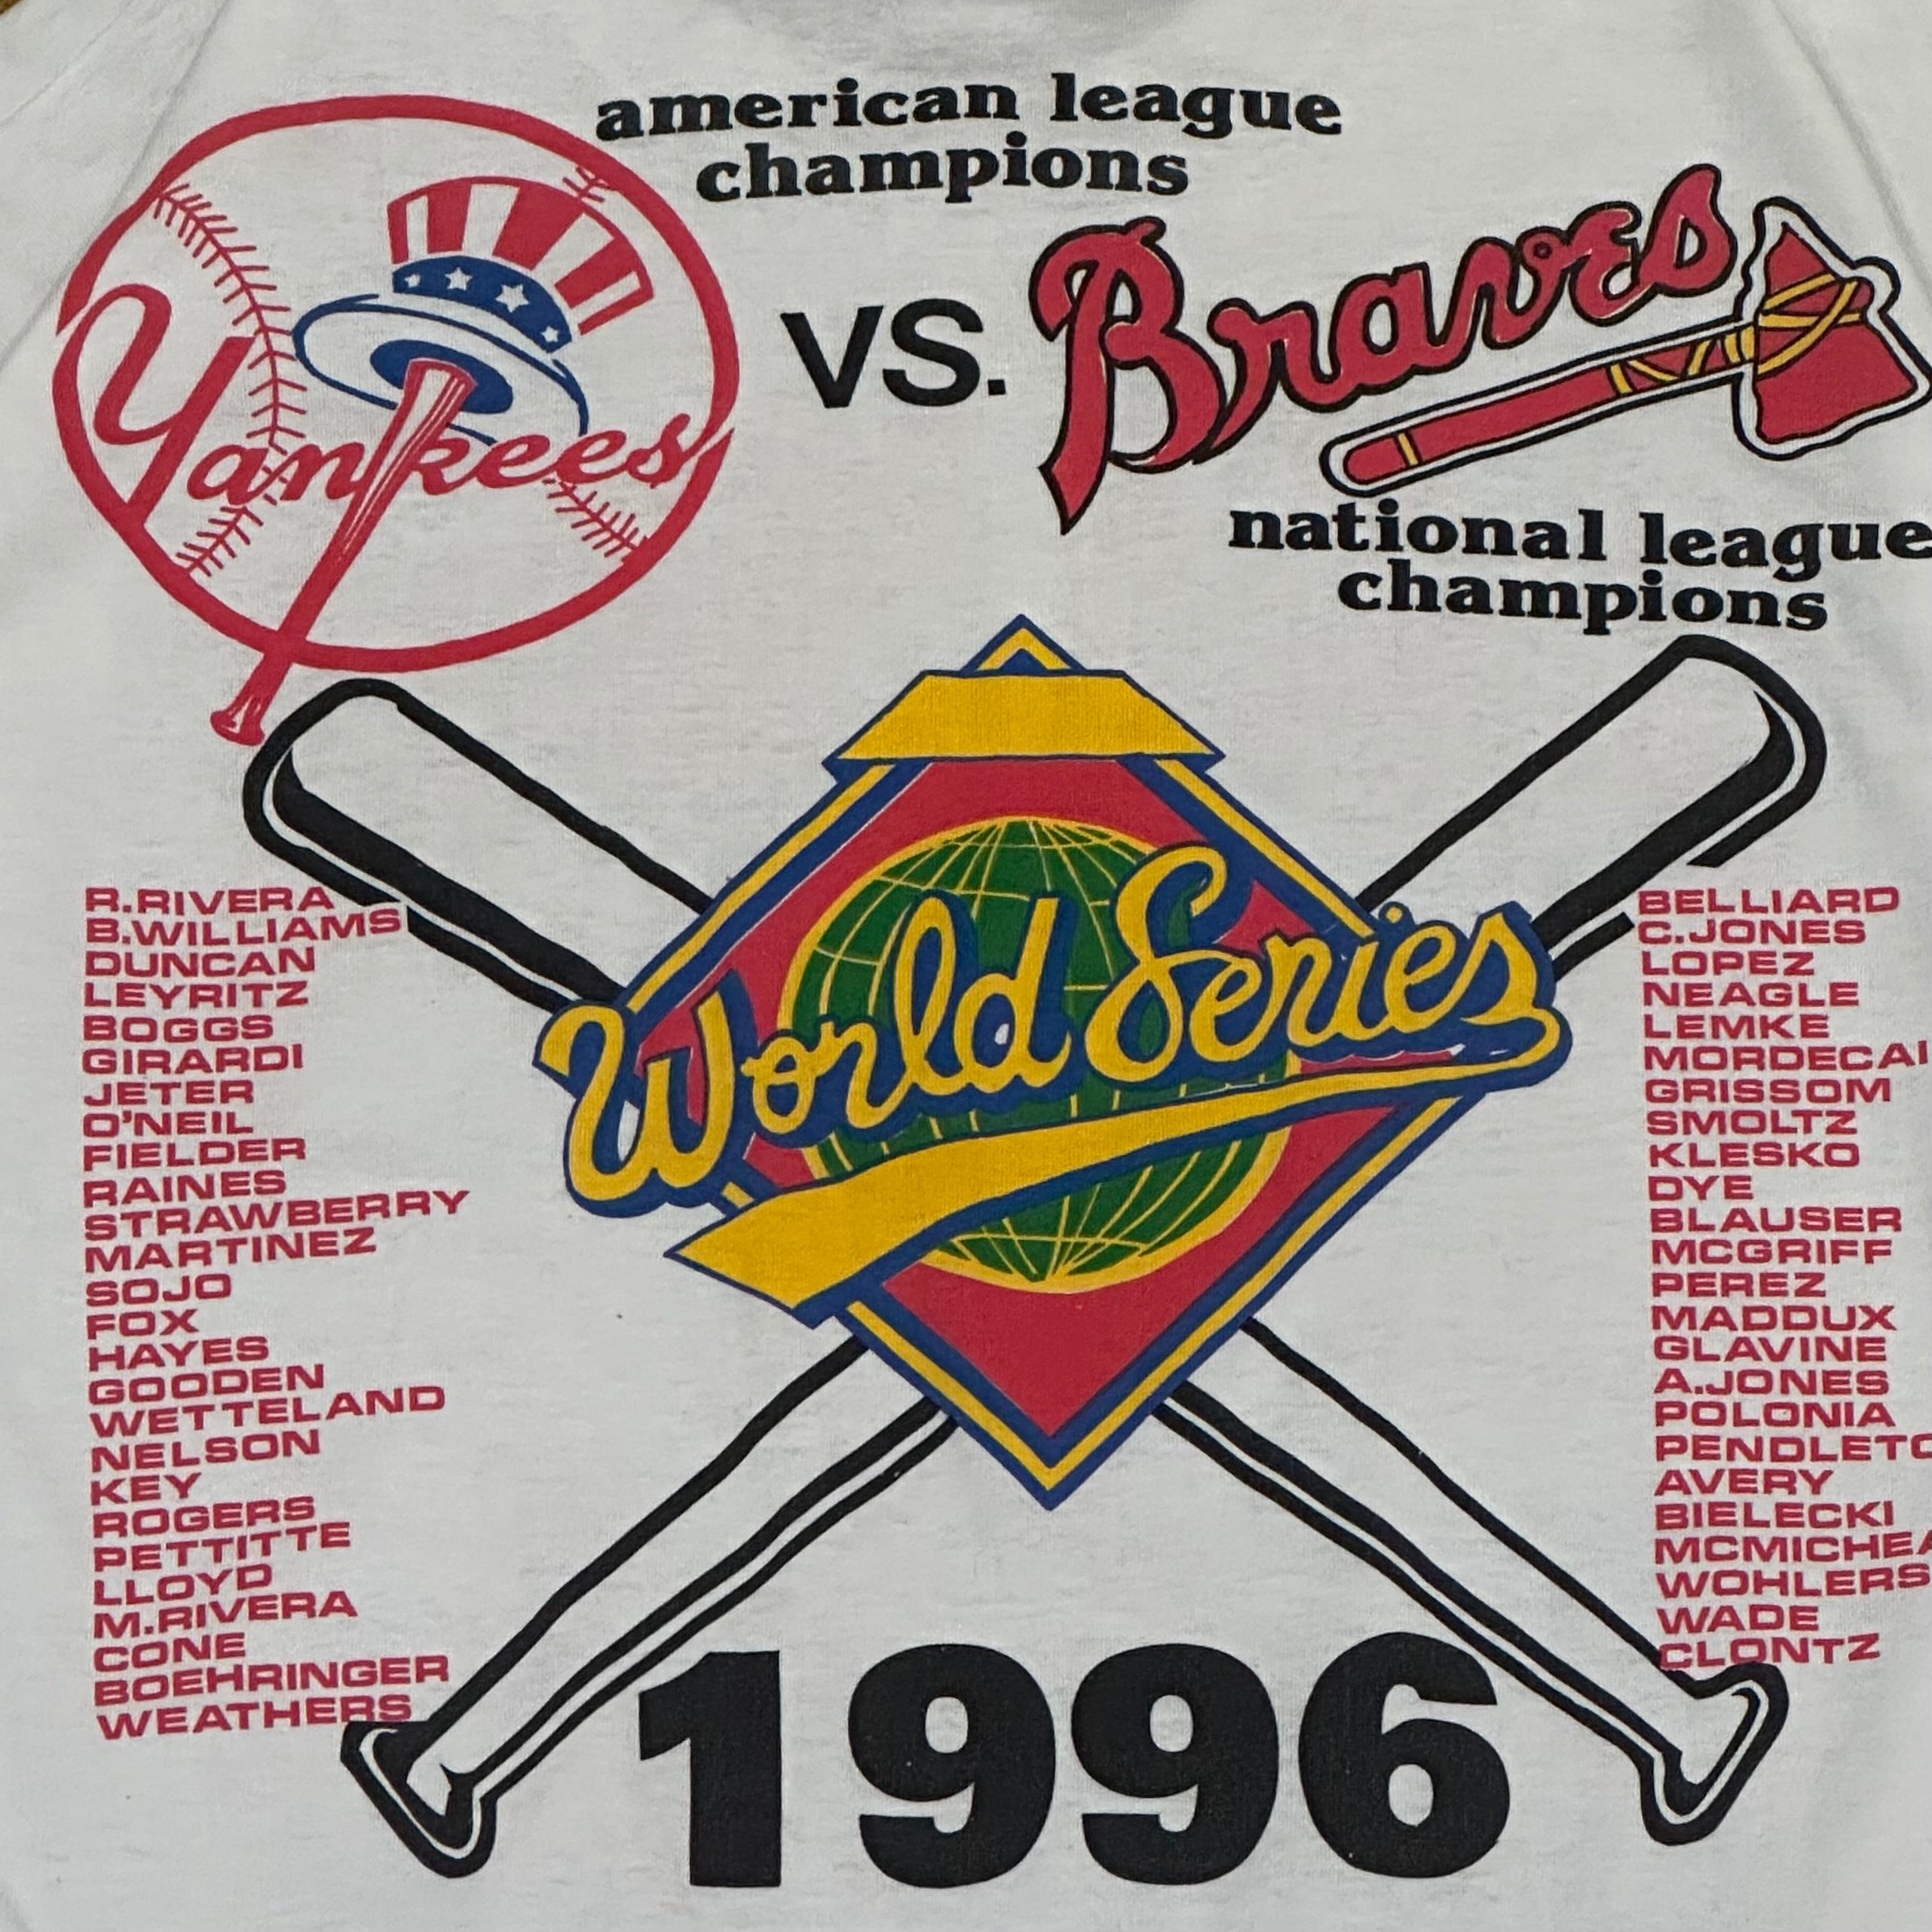 american league
champions
Yankees
VS.
Braves
national league
champions
World Series
R.RIVERA
B.WILLIAMS
DUNCAN
LEYRITZ
BOGGS
GIRARDI
JETER
O'NEIL
FIELDER
RAINES
STRAWBERRY
MARTINEZ
SOJO
FOX
HAYES
GOODEN
WETTELAND
NELSON
KEY
ROGERS
PETTITTE
LLOYD
M.RIVERA
CONE
BOEHRINGER
WEATHERS
BELLIARD
C.JONES
LOPEZ
NEAGLE
LEMKE
MORDECAI
GRISSOM
SMOLTZ
KLESKO
DYE
BLAUSER
MCGRIFF
PEREZ
MADDUX
GLAVINE
A.JONES
POLONIA
AVERY
BIELECKI
WOHLERS
WADE
CLONTZ
1996